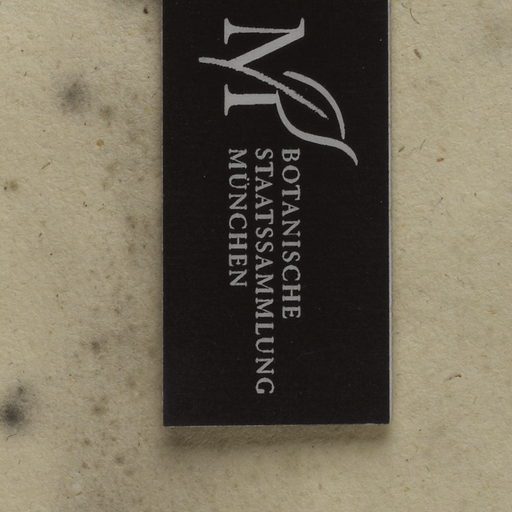 M
BOTANISCHE
STAATSSAMMLUNG
MÜNCHEN